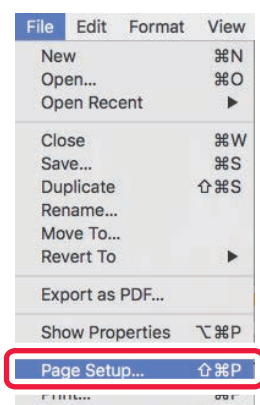 File Edit Format View
New ⌘N
Open... ⌘O
Open Recent ▶
Close ⌘W
Save... ⌘S
Duplicate ⇧⌘S
Rename...
Move To...
Revert To ▶
Export as PDF...
Show Properties ⌥⌘P
Page Setup... ⇧⌘P